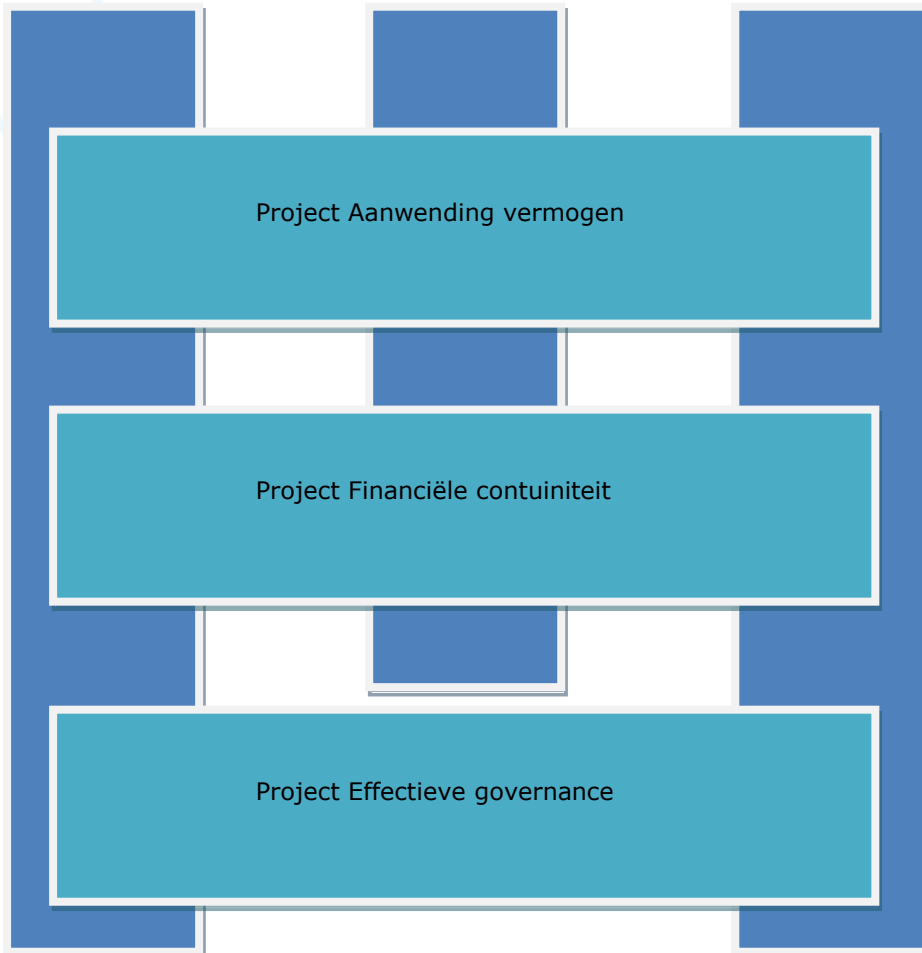 Project Aanwending vermogen
Project Financiële contuiniteit
Project Effectieve governance